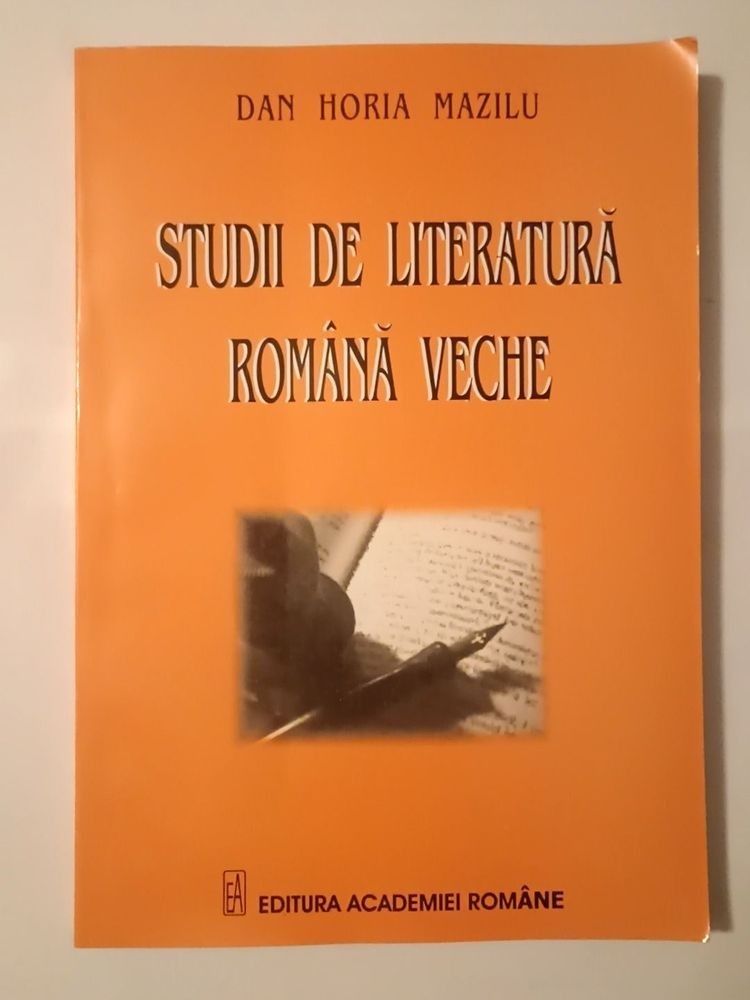 DAN HORIA MAZILU
STUDII DE LITERATURĂ
ROMÂNĂ VECHE
EA EDITURA ACADEMIEI ROMÂNE